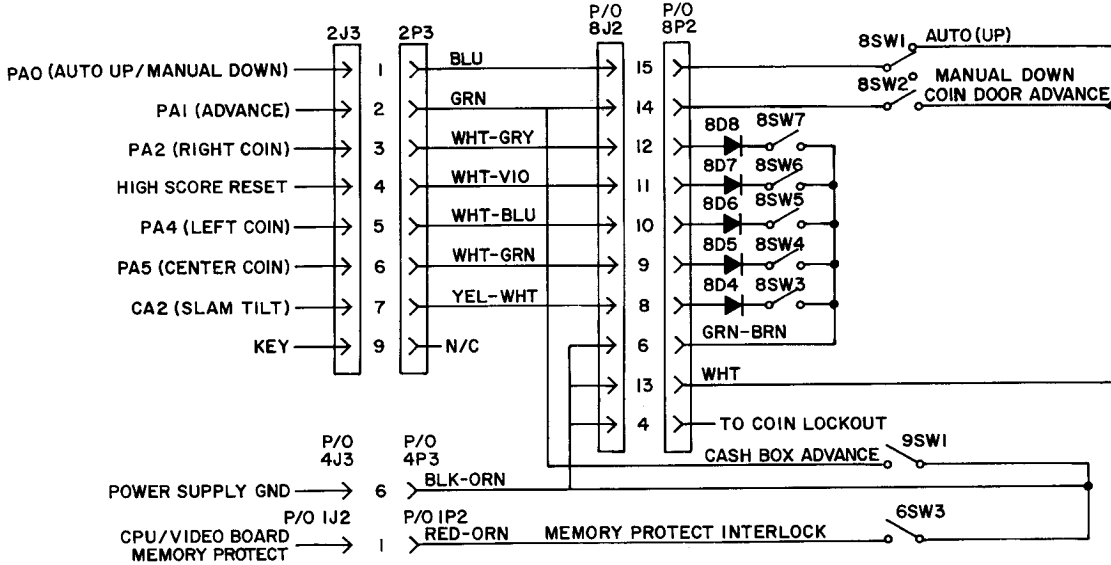 P/O P/O
2J3 2P3 8J2 8P2
8SW1 AUTO (UP)
PA0 (AUTO UP/MANUAL DOWN) 1 BLU 15
8SW2 MANUAL DOWN
PA1 (ADVANCE) 2 GRN 14 COIN DOOR ADVANCE
8D8 8SW7
PA2 (RIGHT COIN) 3 WHT-GRY 12
8D7 8SW6
HIGH SCORE RESET 4 WHT-VIO 11
8D6 8SW5
PA4 (LEFT COIN) 5 WHT-BLU 10
8D5 8SW4
PA5 (CENTER COIN) 6 WHT-GRN 9
8D4 8SW3
CA2 (SLAM TILT) 7 YEL-WHT 8
GRN-BRN
KEY 9 N/C 6
WHT
13
4 TO COIN LOCKOUT
P/O P/O
4J3 4P3
CASH BOX ADVANCE 9SW1
POWER SUPPLY GND 6 BLK-ORN
P/O 1J2 P/O 1P2
6SW3
CPU/VIDEO BOARD
MEMORY PROTECT 1 RED-ORN MEMORY PROTECT INTERLOCK